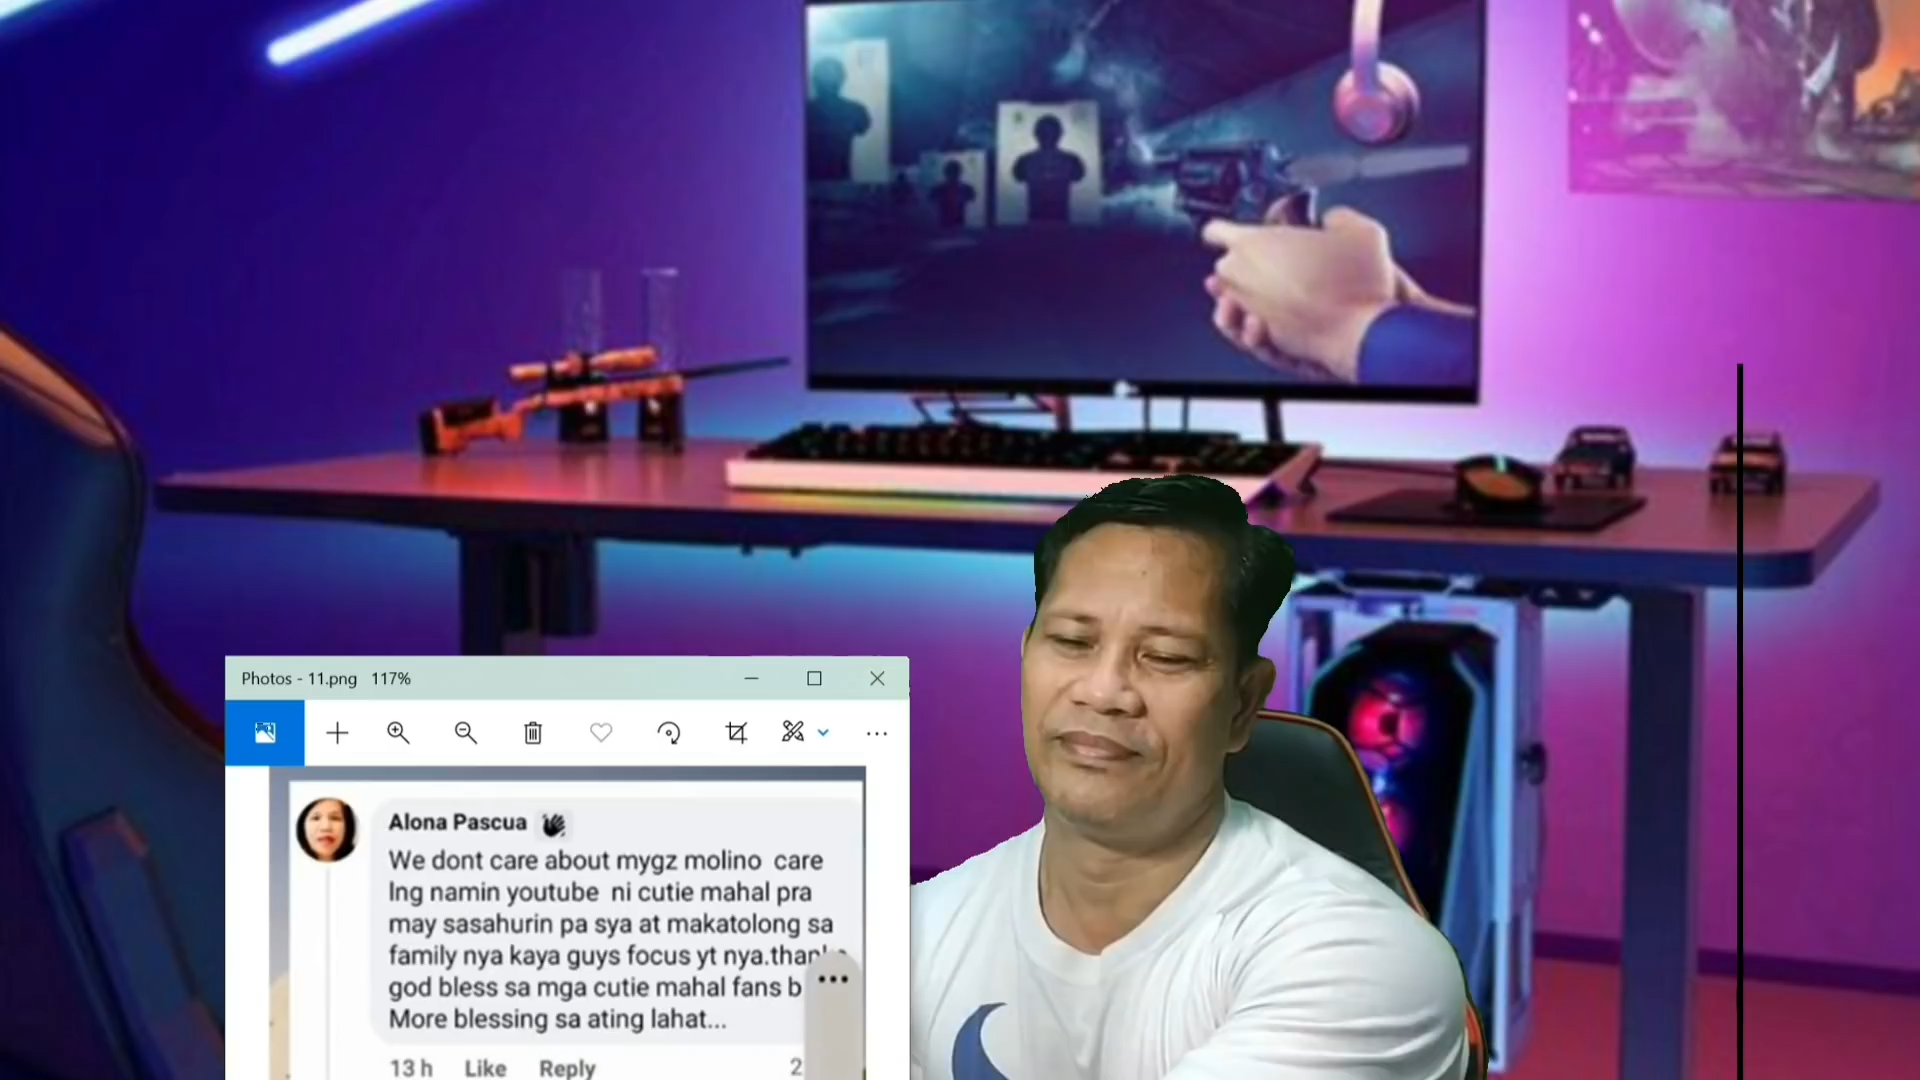 Photos - 11.png 117%
Alona Pascua
We dont care about mygz molino care
lng namin youtube ni cutie mahal pra
may sasahurin pa sya at makatolong sa
family nya kaya guys focus yt nya.
god bless sa mga cutie mahal fans
More blessing sa ating lahat...
13 h Like Reply 2